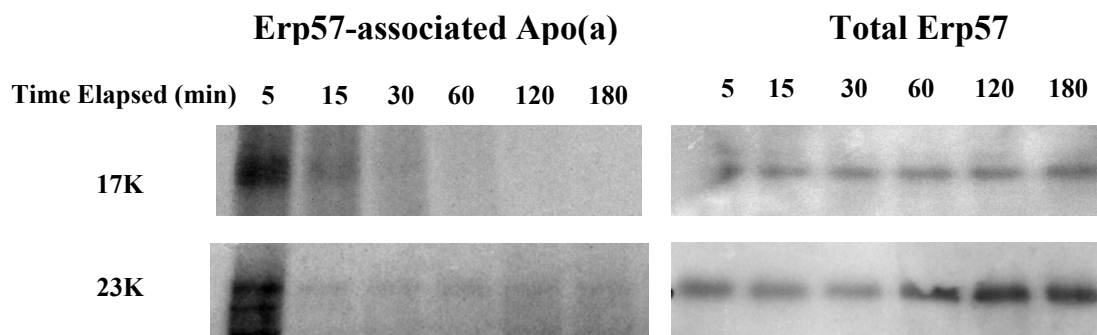 Erp57-associated Apo(a) Total Erp57
Time Elapsed (min) 5 15 30 60 120 180 5 15 30 60 120 180
17K
23K